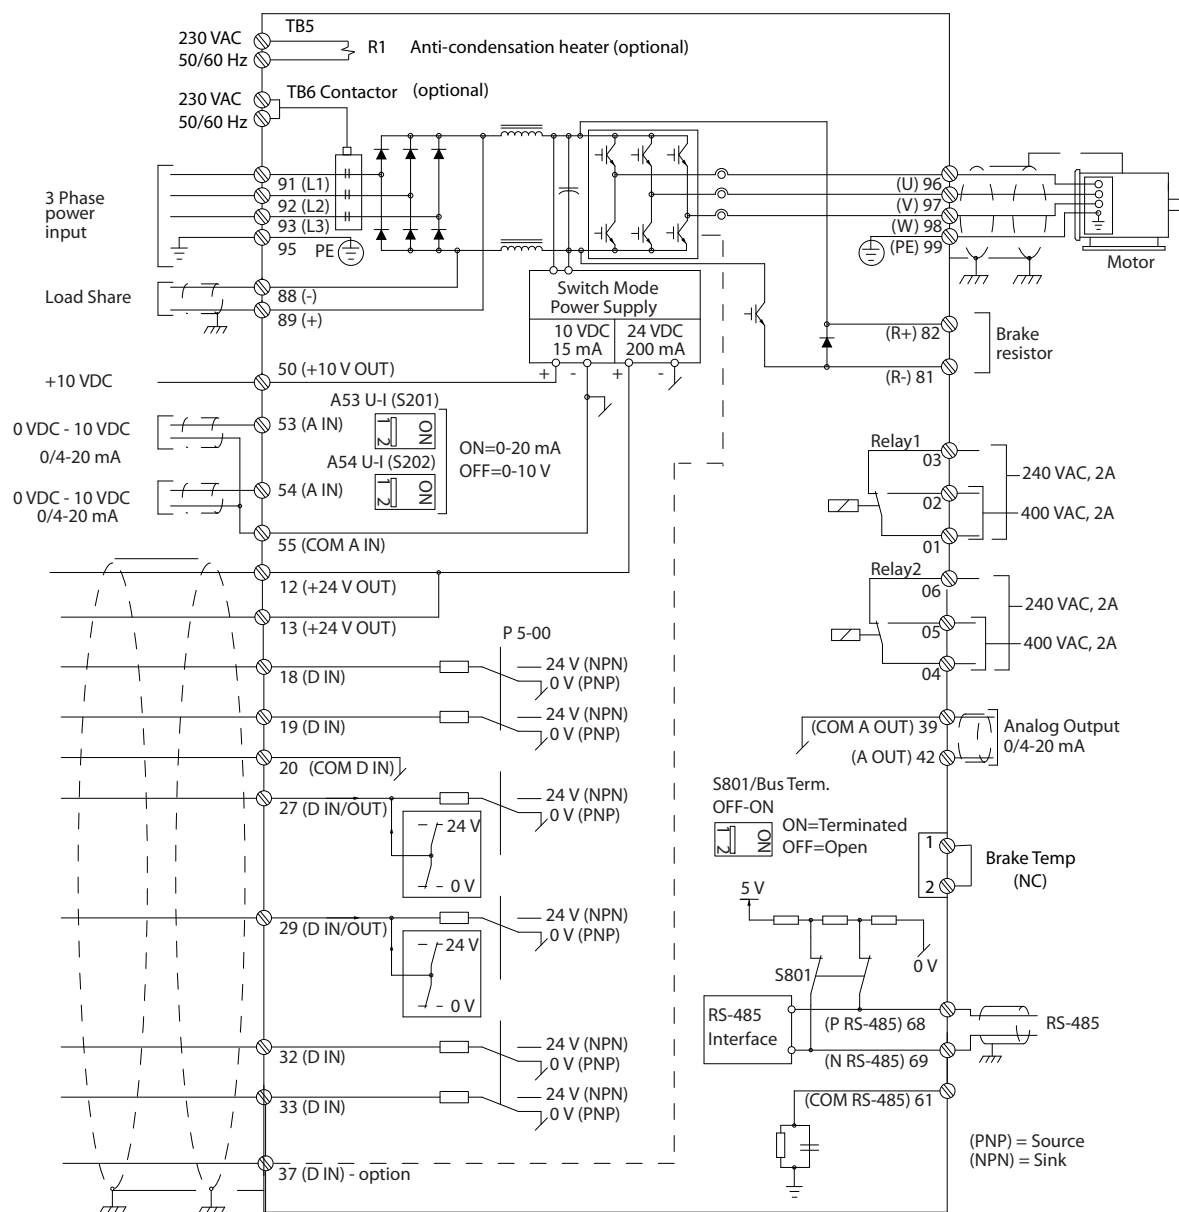 TB5
230 VAC
50/60 Hz
R1
Anti-condensation heater (optional)
TB6 Contactor
(optional)
230 VAC
50/60 Hz
3 Phase
power
input
91 (L1)
92 (L2)
93 (L3)
95
PE
Load Share
88 (-)
89 (+)
Switch Mode
Power Supply
10 VDC
15 mA
24 VDC
200 mA
+
-
+
-
(U) 96
(V) 97
(W) 98
(PE) 99
Motor
(R+) 82
(R-) 81
Brake
resistor
+10 VDC
50 (+10 V OUT)
A53 U-I (S201)
1
2
ON
0 VDC - 10 VDC
0/4-20 mA
53 (A IN)
A54 U-I (S202)
1
2
ON
ON=0-20 mA
OFF=0-10 V
0 VDC - 10 VDC
0/4-20 mA
54 (A IN)
55 (COM A IN)
Relay1
03
240 VAC, 2A
02
400 VAC, 2A
01
Relay2
06
240 VAC, 2A
05
400 VAC, 2A
04
12 (+24 V OUT)
13 (+24 V OUT)
P 5-00
18 (D IN)
24 V (NPN)
0 V (PNP)
19 (D IN)
24 V (NPN)
0 V (PNP)
20 (COM D IN)
27 (D IN/OUT)
24 V (NPN)
0 V (PNP)
24 V
0 V
29 (D IN/OUT)
24 V (NPN)
0 V (PNP)
24 V
0 V
32 (D IN)
24 V (NPN)
0 V (PNP)
33 (D IN)
24 V (NPN)
0 V (PNP)
37 (D IN) - option
(COM A OUT) 39
(A OUT) 42
Analog Output
0/4-20 mA
S801/Bus Term.
OFF-ON
1
2
ON
ON=Terminated
OFF=Open
1
2
Brake Temp
(NC)
5 V
0 V
S801
RS-485
Interface
(P RS-485) 68
(N RS-485) 69
RS-485
(COM RS-485) 61
(PNP) = Source
(NPN) = Sink